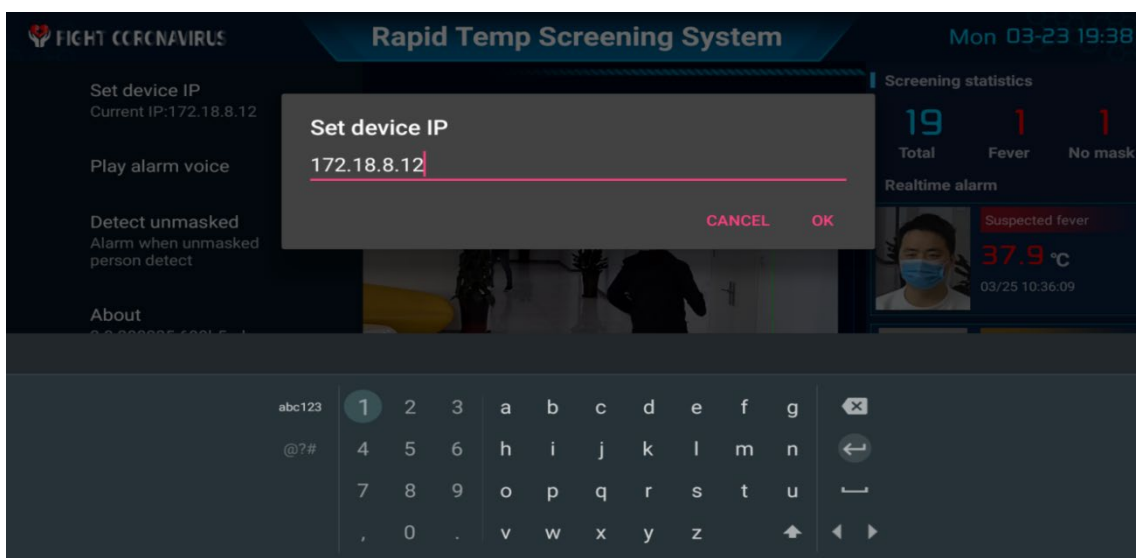 FIGHT CORONAVIRUS
Rapid Temp Screening System
Mon 03-23 19:38
Set device IP
Current IP:172.18.8.12
Play alarm voice
Detect unmasked
Alarm when unmasked
person detect
About
Set device IP
172.18.8.12
CANCEL OK
Screening statistics
19 1 1
Total Fever No mask
Realtime alarm
Suspected fever
37.9 °C
03/25 10:36:09
abc123 1 2 3 a b c d e f g
@?# 4 5 6 h i j k l m n
7 8 9 o p q r s t u
, 0 . v w x y z